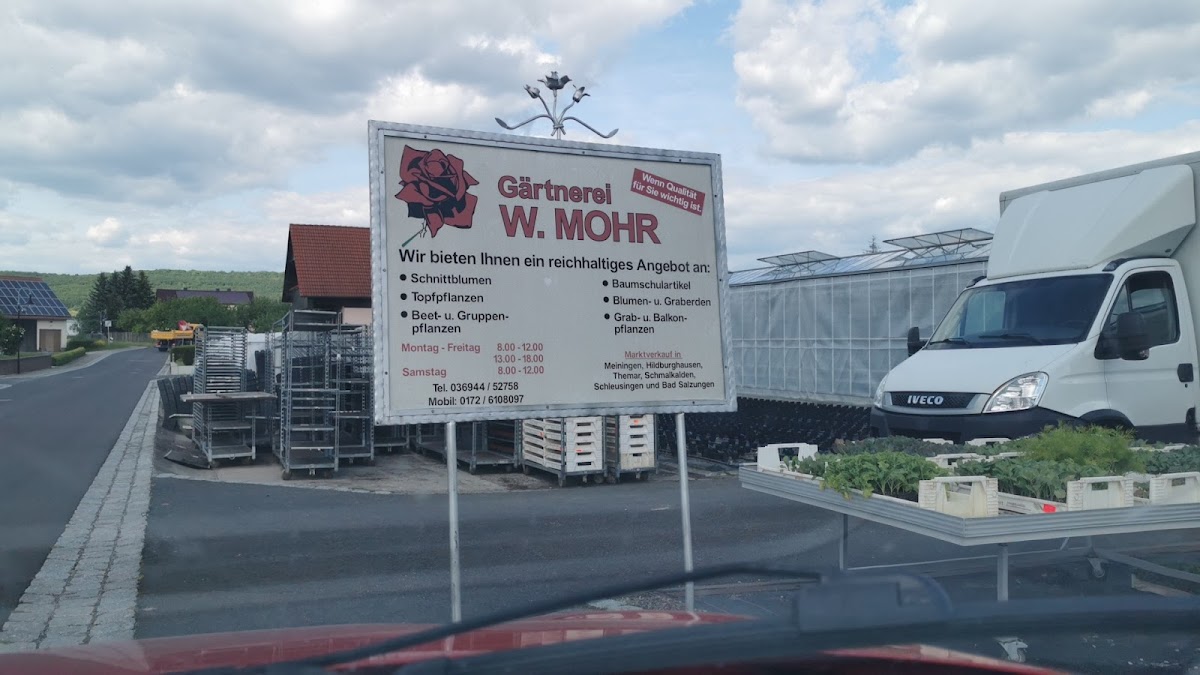 Gärtnerei
W. MOHR
Wenn Qualität
für Sie wichtig ist.
Wir bieten Ihnen ein reichhaltiges Angebot an:
• Schnittblumen
• Topfpflanzen
• Beet- u. Gruppen-
pflanzen
• Baumschulartikel
• Blumen- u. Graberden
• Grab- u. Balkon-
pflanzen
Montag - Freitag 8.00 - 12.00
13.00 - 18.00
Samstag 8.00 - 12.00
Tel. 036944 / 52758
Mobil: 0172 / 6108097
Marktverkauf in
Meiningen, Hildburghausen,
Themar, Schmalkalden,
Schleusingen und Bad Salzungen
IVECO